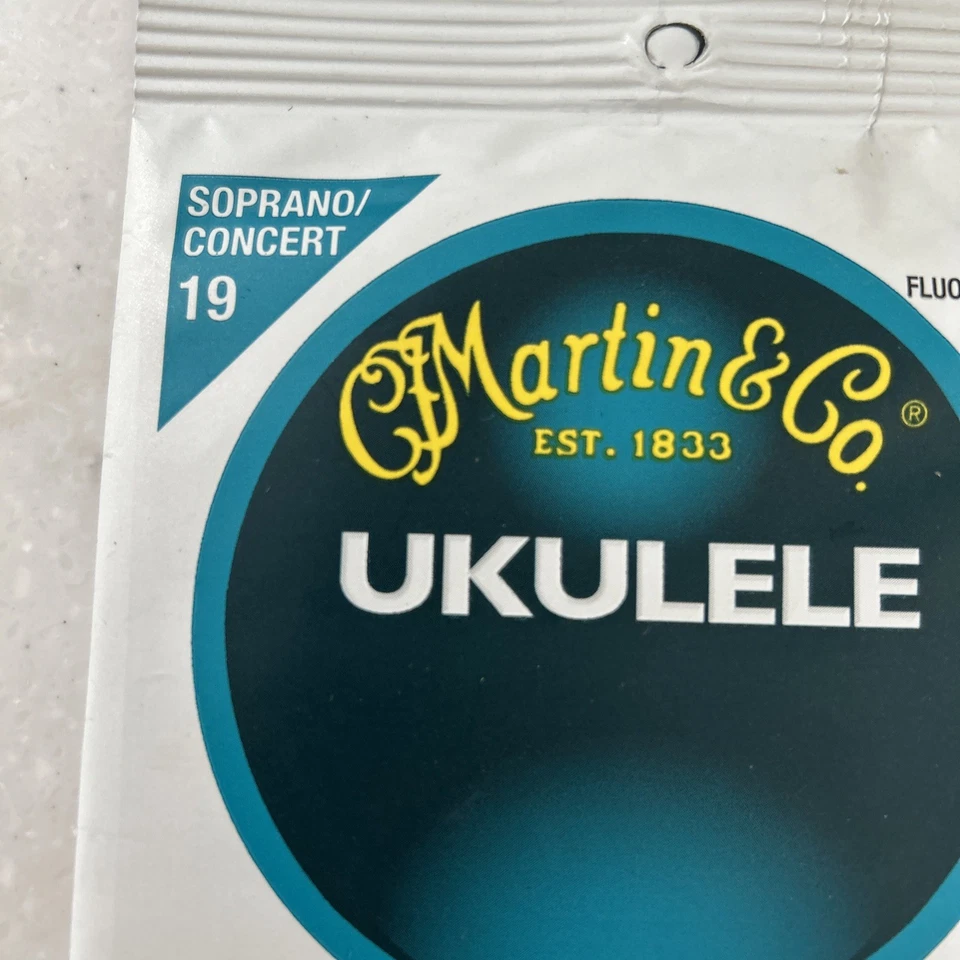 SOPRANO/
CONCERT
19
FLUO
CFMartin & Co.®
EST. 1833
UKULELE